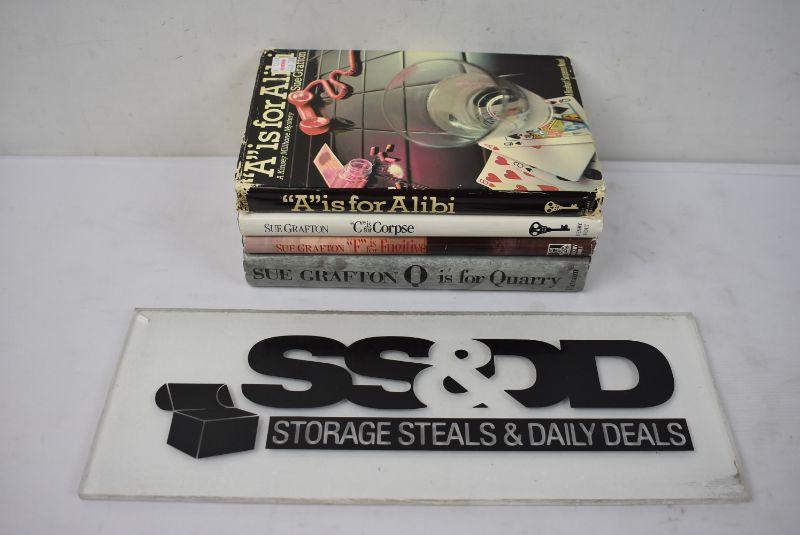 "A" is for Alibi
Sue Grafton
A Kinsey Millhone Mystery
"A" is for Alibi
SUE GRAFTON "C" is for Corpse
SUE GRAFTON "F" is for Fugitive
SUE GRAFTON Q is for Quarry
SS&DD
STORAGE STEALS & DAILY DEALS